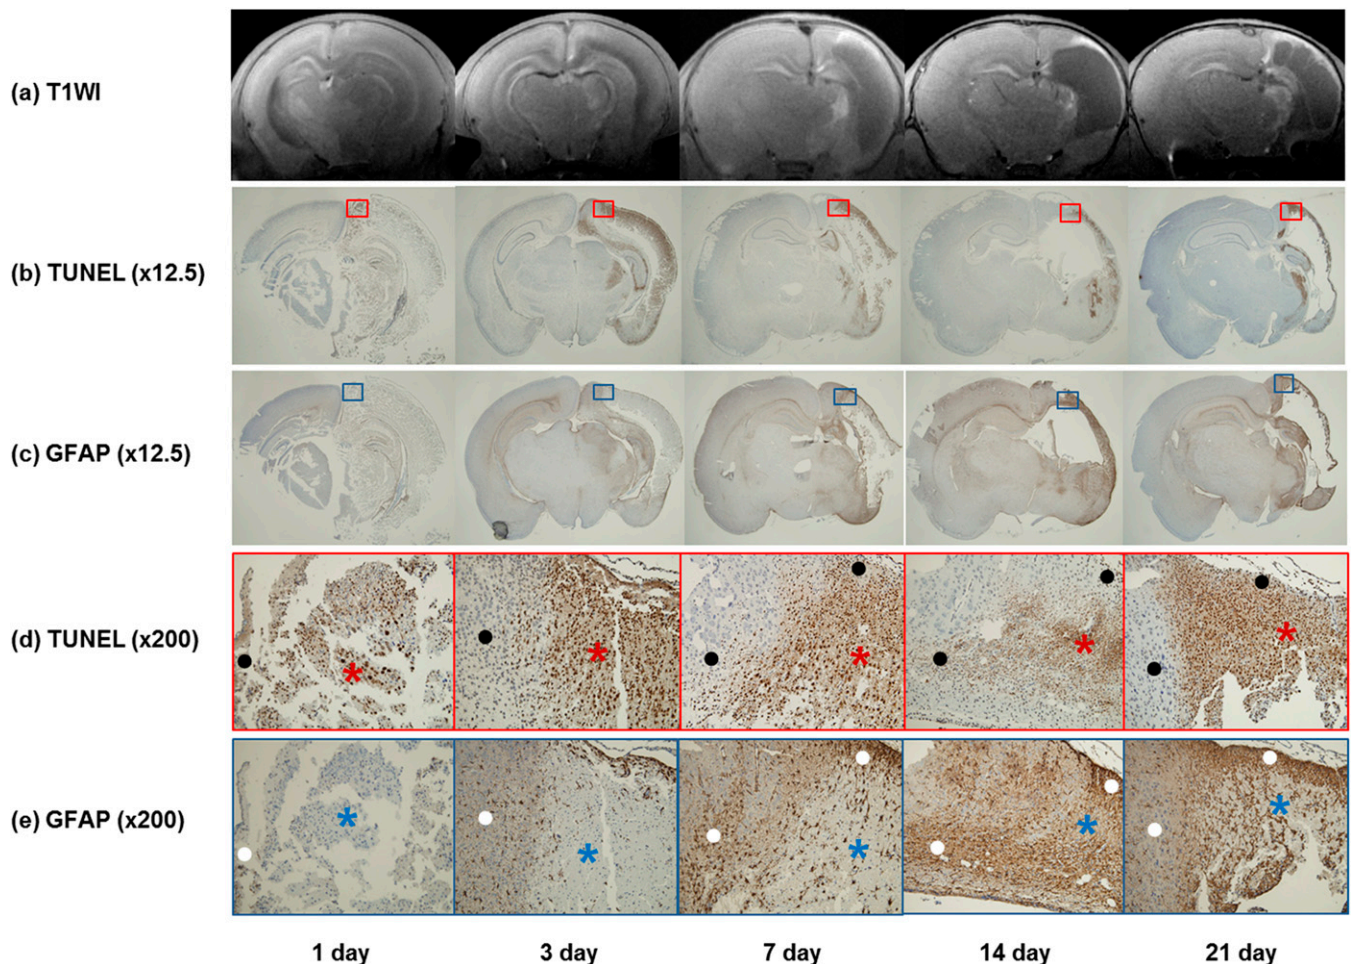 (a) T1WI
(b) TUNEL (x12.5)
(c) GFAP (x12.5)
(d) TUNEL (x200)
(e) GFAP (x200)
1 day 3 day 7 day 14 day 21 day